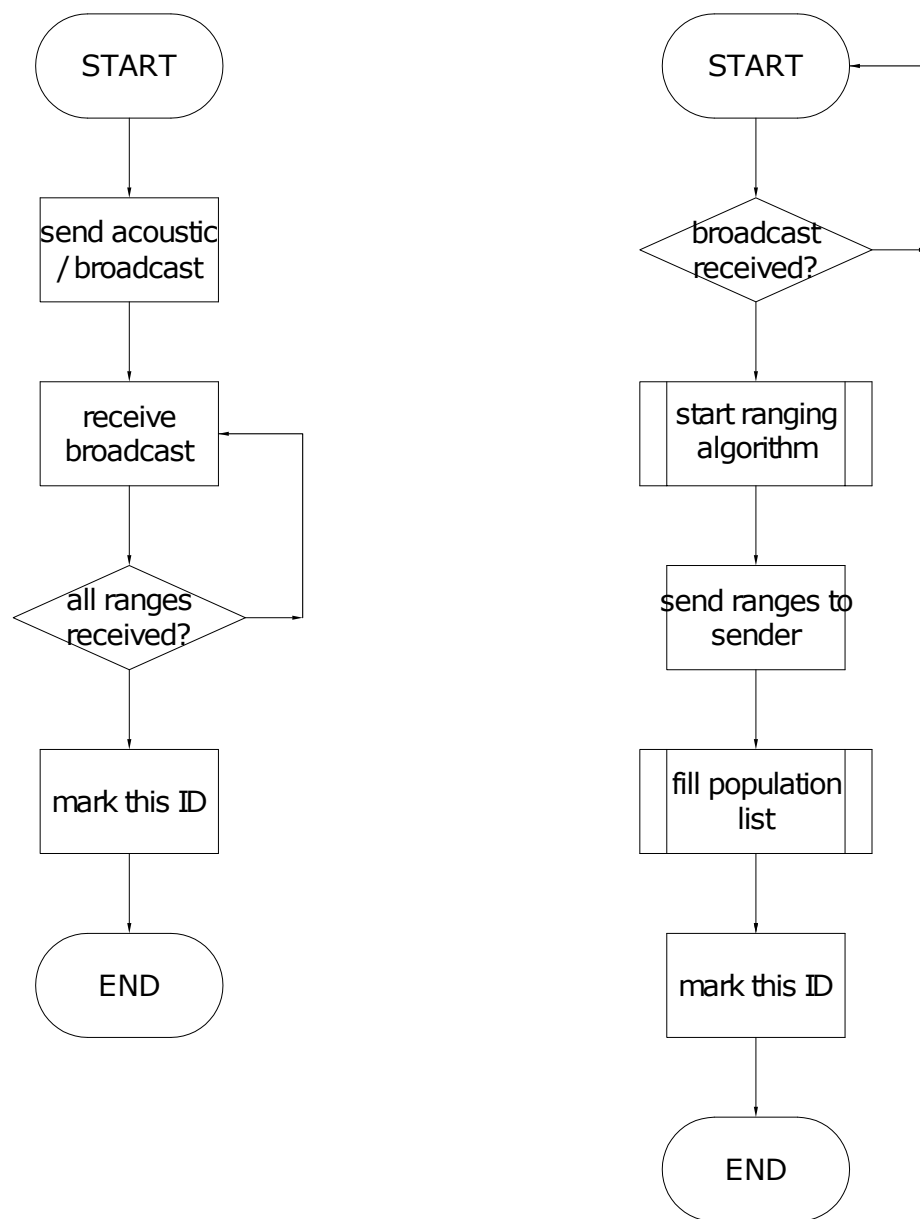 START
send acoustic
/ broadcast
receive
broadcast
all ranges
received?
mark this ID
END
START
broadcast
received?
start ranging
algorithm
send ranges to
sender
fill population
list
mark this ID
END